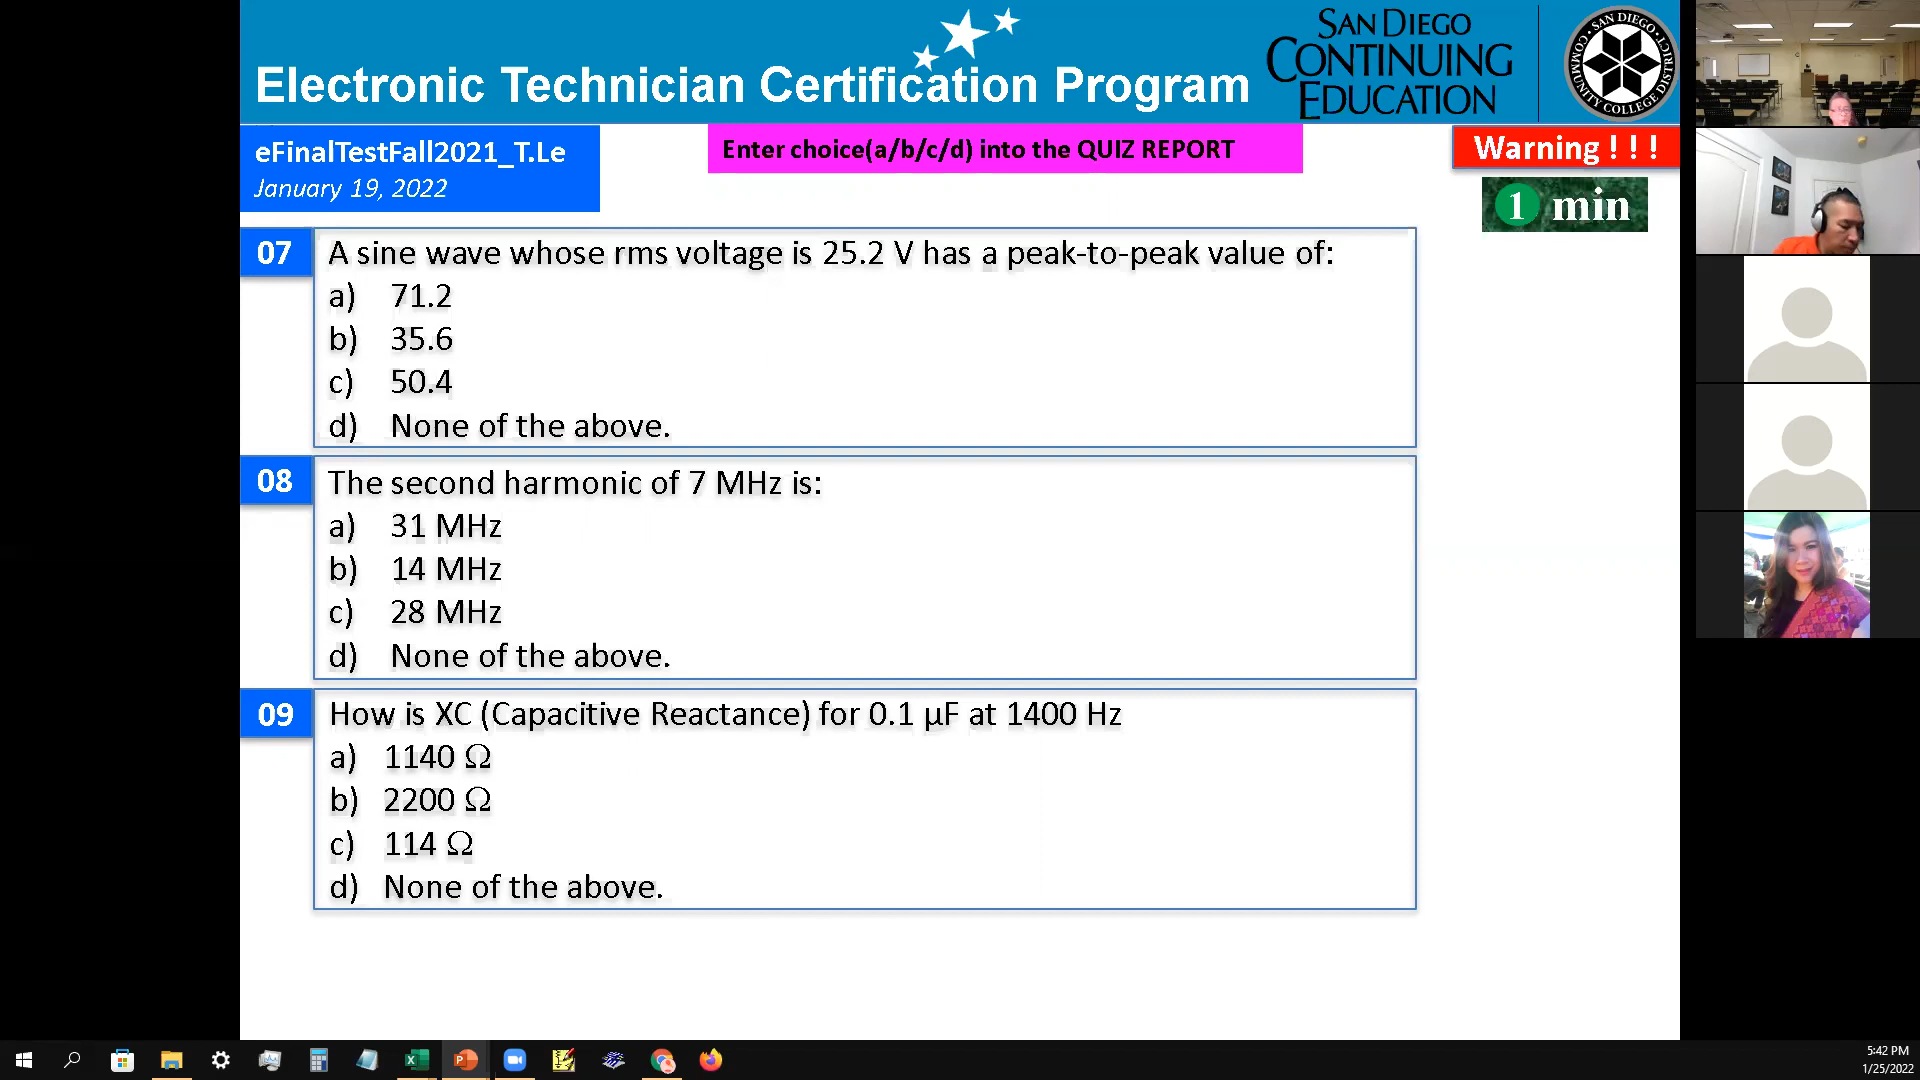 SAN DIEGO
CONTINUING
EDUCATION
SAN DIEGO
COMMUNITY COLLEGE DISTRICT
Electronic Technician Certification Program
eFinalTestFall2021_T.Le
January 19, 2022
Enter choice(a/b/c/d) into the QUIZ REPORT
Warning ! ! !
1 min
07 A sine wave whose rms voltage is 25.2 V has a peak-to-peak value of:
a) 71.2
b) 35.6
c) 50.4
d) None of the above.
08 The second harmonic of 7 MHz is:
a) 31 MHz
b) 14 MHz
c) 28 MHz
d) None of the above.
09 How is XC (Capacitive Reactance) for 0.1 µF at 1400 Hz
a) 1140 Ω
b) 2200 Ω
c) 114 Ω
d) None of the above.
5:42 PM
1/25/2022